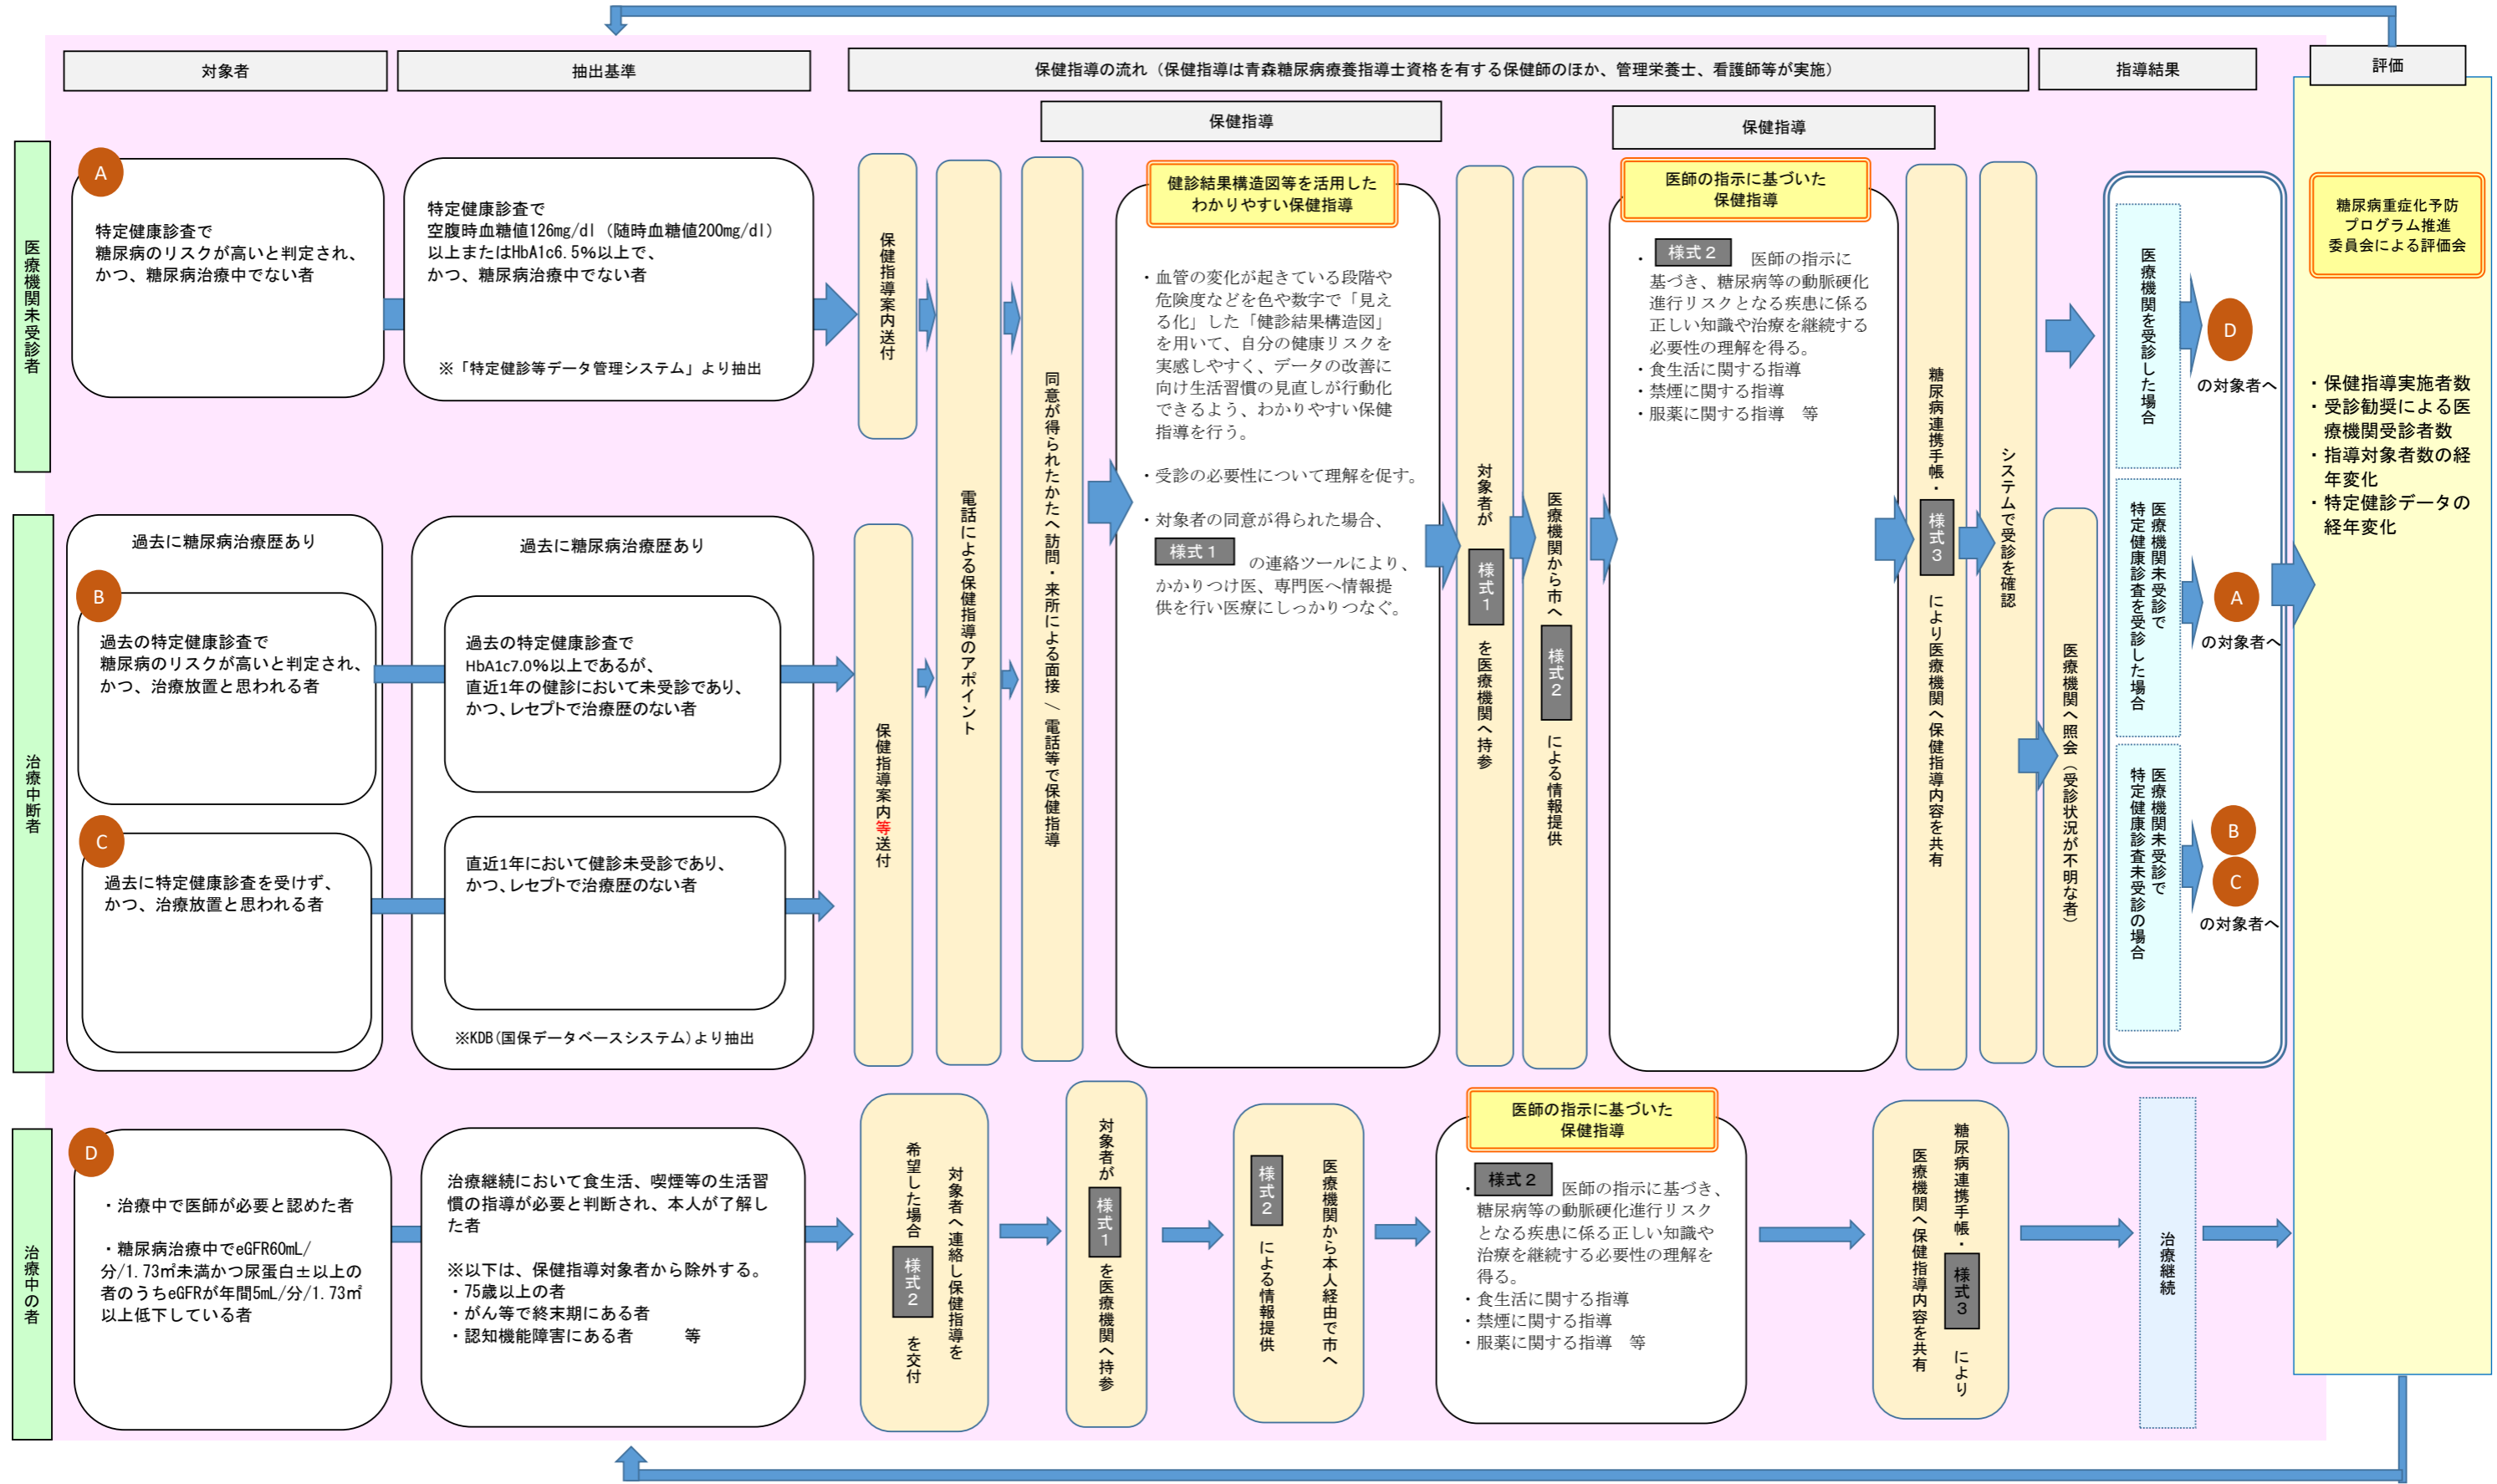 対象者
抽出基準
保健指導の流れ（保健指導は青森糖尿病療養指導士資格を有する保健師のほか、管理栄養士、看護師等が実施）
指導結果
評価
保健指導
保健指導
医療機関未受診者
A
特定健康診査で
糖尿病のリスクが高いと判定され、
かつ、糖尿病治療中でない者
特定健康診査で
空腹時血糖値126mg/dl（随時血糖値200mg/dl）
以上またはHbA1c6.5%以上で、
かつ、糖尿病治療中でない者
※「特定健診等データ管理システム」より抽出
保健指導案内送付
治療中断者
過去に糖尿病治療歴あり
B
過去の特定健康診査で
糖尿病のリスクが高いと判定され、
かつ、治療放置と思われる者
C
過去に特定健康診査を受けず、
かつ、治療放置と思われる者
過去に糖尿病治療歴あり
過去の特定健康診査で
HbA1c7.0%以上であるが、
直近1年の健診において未受診であり、
かつ、レセプトで治療歴のない者
直近1年において健診未受診であり、
かつ、レセプトで治療歴のない者
※KDB(国保データベースシステム)より抽出
保健指導案内等送付
電話による保健指導のアポイント
同意が得られたかたへ訪問・来所による面接／電話等で保健指導
健診結果構造図等を活用した
わかりやすい保健指導
・血管の変化が起きている段階や
危険度などを色や数字で「見え
る化」した「健診結果構造図」
を用いて、自分の健康リスクを
実感しやすく、データの改善に
向け生活習慣の見直しが行動化
できるよう、わかりやすい保健
指導を行う。
・受診の必要性について理解を促す。
・対象者の同意が得られた場合、
様式１ の連絡ツールにより、
かかりつけ医、専門医へ情報提
供を行い医療にしっかりつなぐ。
対象者が 様式１ を医療機関へ持参
医療機関から市へ 様式２ による情報提供
医師の指示に基づいた
保健指導
・ 様式２ 医師の指示に
基づき、糖尿病等の動脈硬化
進行リスクとなる疾患に係る
正しい知識や治療を継続する
必要性の理解を得る。
・食生活に関する指導
・禁煙に関する指導
・服薬に関する指導　等
糖尿病連携手帳・ 様式３ により医療機関へ保健指導内容を共有
システムで受診を確認
医療機関へ照会（受診状況が不明な者）
医療機関を受診した場合
D
の対象者へ
医療機関未受診で
特定健康診査を受診した場合
A
の対象者へ
医療機関未受診で
特定健康診査未受診の場合
B
C
の対象者へ
糖尿病重症化予防
プログラム推進
委員会による評価会
・保健指導実施者数
・受診勧奨による医
療機関受診者数
・指導対象者数の経
年変化
・特定健診データの
経年変化
治療中の者
D
・治療中で医師が必要と認めた者
・糖尿病治療中でeGFR60mL/
分/1.73㎡未満かつ尿蛋白±以上の
者のうちeGFRが年間5mL/分/1.73㎡
以上低下している者
治療継続において食生活、喫煙等の生活習
慣の指導が必要と判断され、本人が了解し
た者
※以下は、保健指導対象者から除外する。
・75歳以上の者
・がん等で終末期にある者
・認知機能障害にある者　　　等
対象者へ連絡し保健指導を
希望した場合 様式２ を交付
対象者が 様式１ を医療機関へ持参
医療機関から本人経由で市へ
様式２ による情報提供
医師の指示に基づいた
保健指導
・ 様式２ 医師の指示に基づき、
糖尿病等の動脈硬化進行リスク
となる疾患に係る正しい知識や
治療を継続する必要性の理解を
得る。
・食生活に関する指導
・禁煙に関する指導
・服薬に関する指導　等
糖尿病連携手帳・ 様式３ により
医療機関へ保健指導内容を共有
治療継続